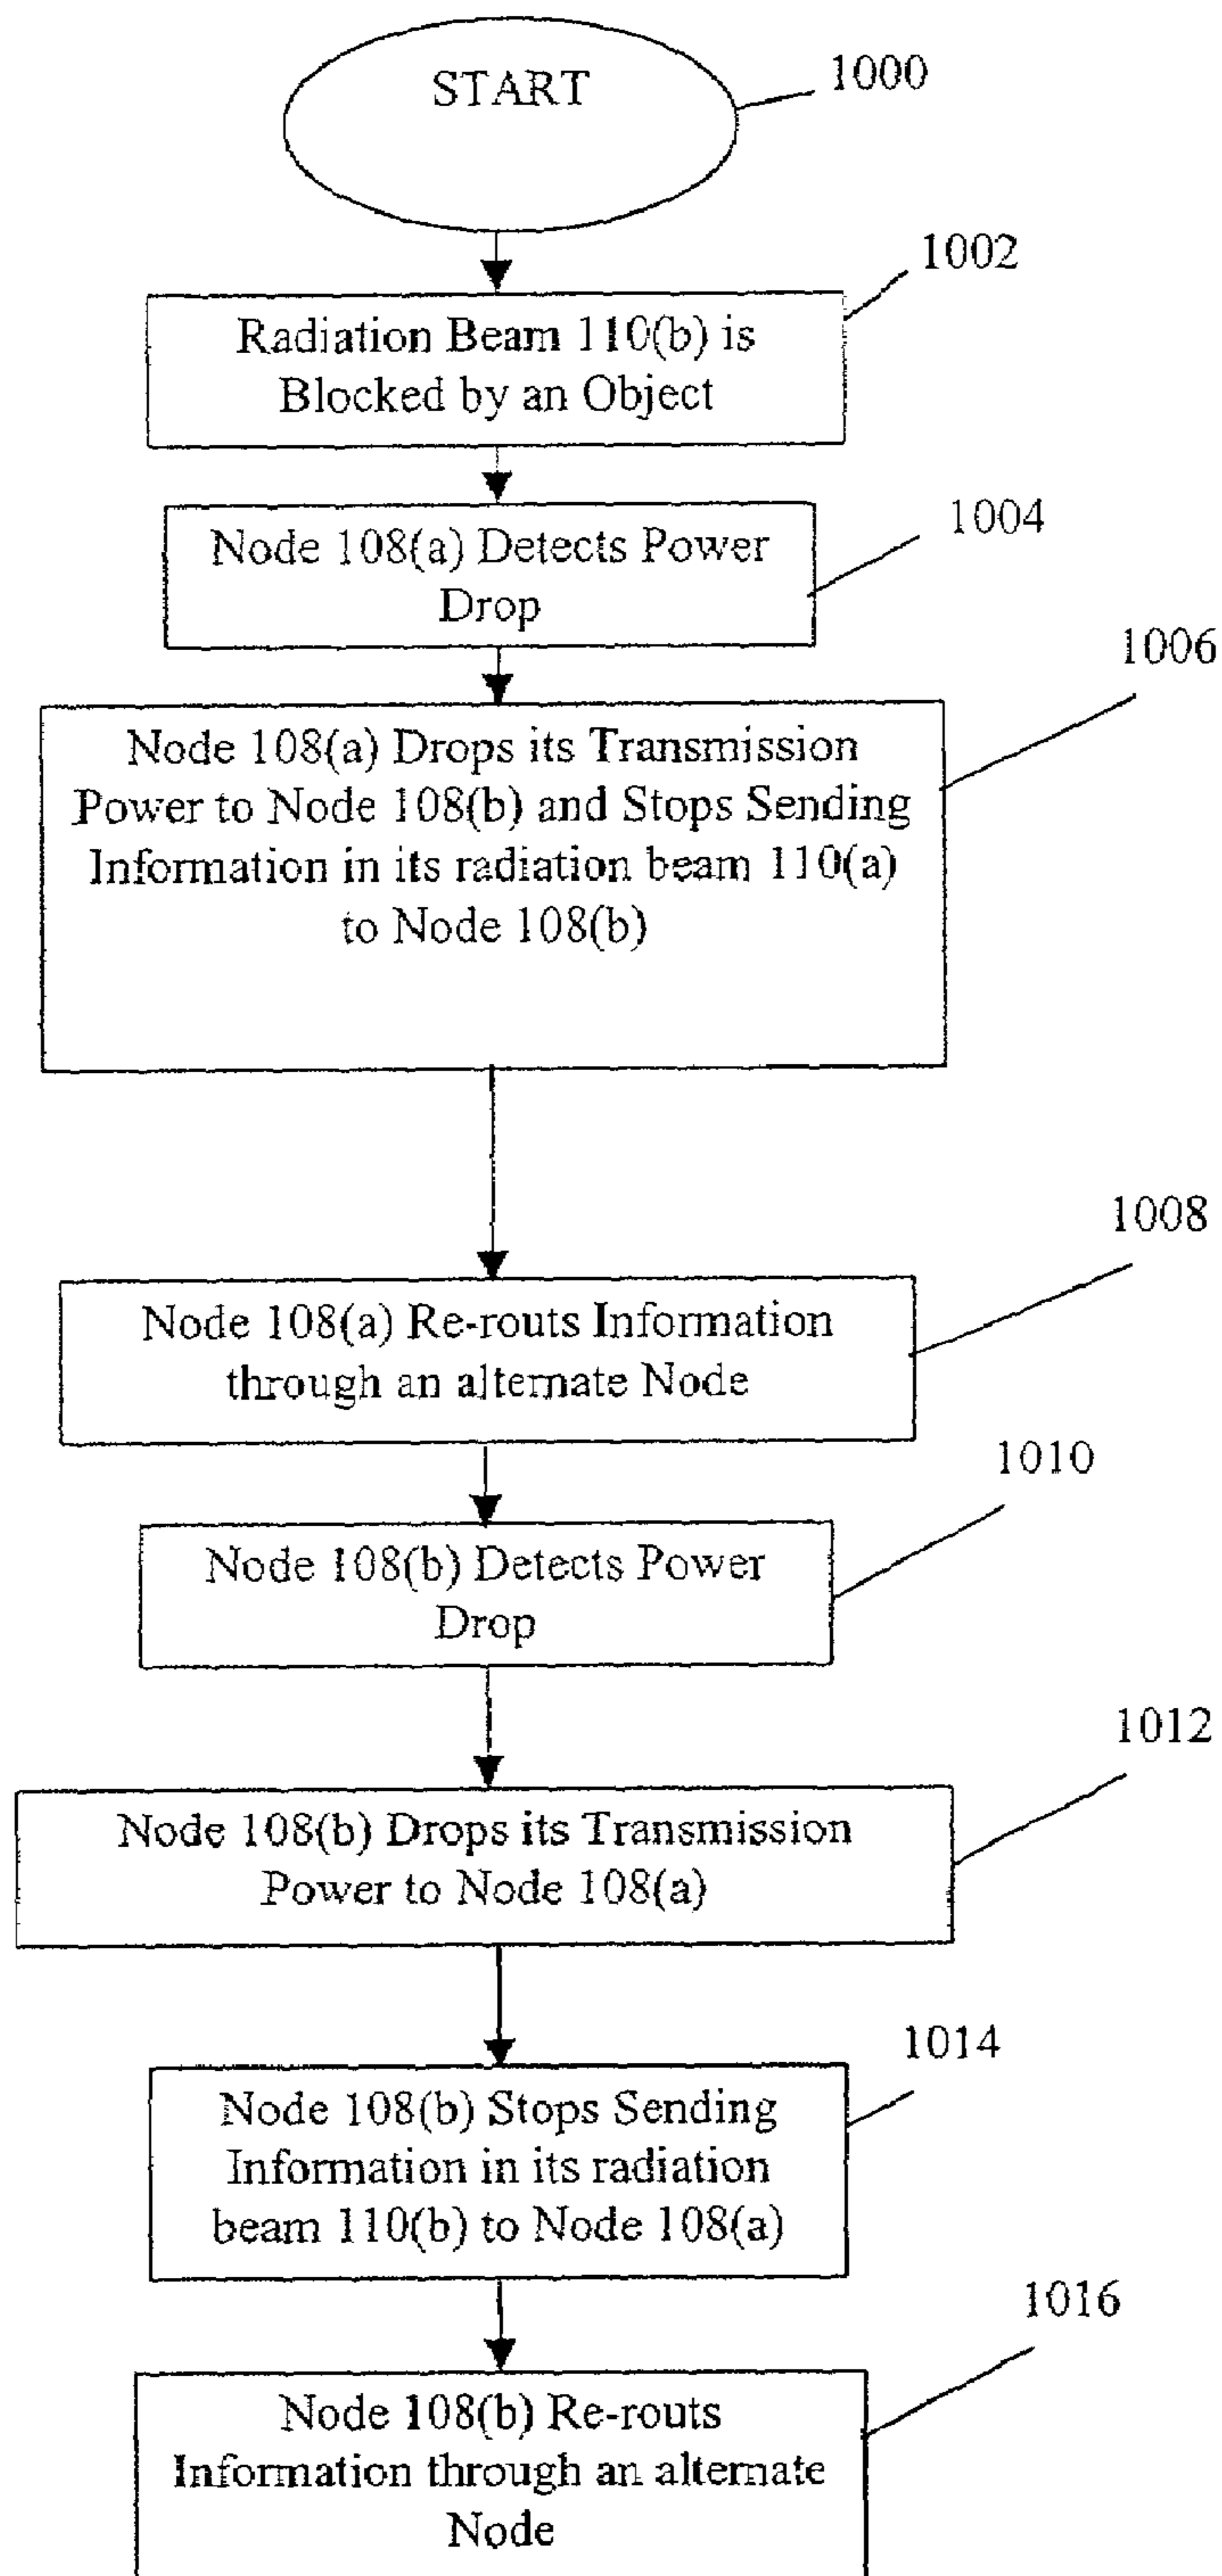 START
1000
1002
Radiation Beam 110(b) is
Blocked by an Object
1004
Node 108(a) Detects Power
Drop
1006
Node 108(a) Drops its Transmission
Power to Node 108(b) and Stops Sending
Information in its radiation beam 110(a)
to Node 108(b)
1008
Node 108(a) Re-routs Information
through an alternate Node
1010
Node 108(b) Detects Power
Drop
1012
Node 108(b) Drops its Transmission
Power to Node 108(a)
1014
Node 108(b) Stops Sending
Information in its radiation
beam 110(b) to Node 108(a)
1016
Node 108(b) Re-routs
Information through an alternate
Node